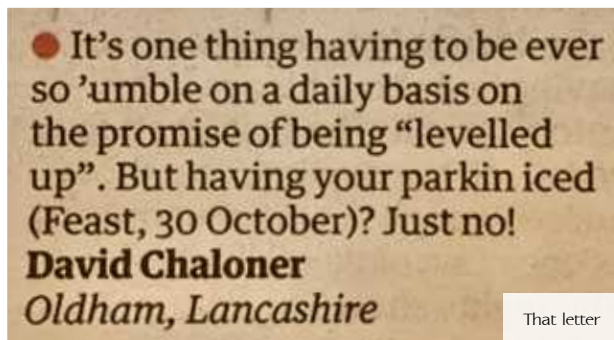 ● It's one thing having to be ever
so 'umble on a daily basis on
the promise of being “levelled
up”. But having your parkin iced
(Feast, 30 October)? Just no!
David Chaloner
Oldham, Lancashire
That letter